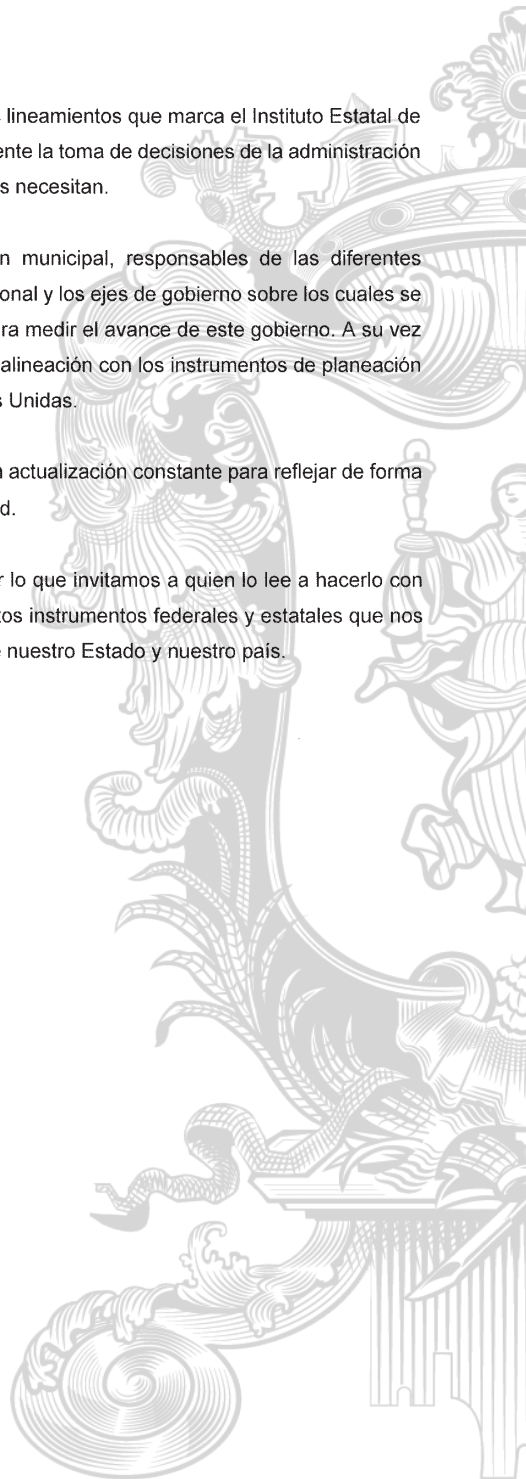 lineamientos que marca el Instituto Estatal de
ente la toma de decisiones de la administración
s necesitan.
n municipal, responsables de las diferentes
onal y los ejes de gobierno sobre los cuales se
ra medir el avance de este gobierno. A su vez
alineación con los instrumentos de planeación
s Unidas.
n actualización constante para reflejar de forma
d.
r lo que invitamos a quien lo lee a hacerlo con
tos instrumentos federales y estatales que nos
e nuestro Estado y nuestro país.